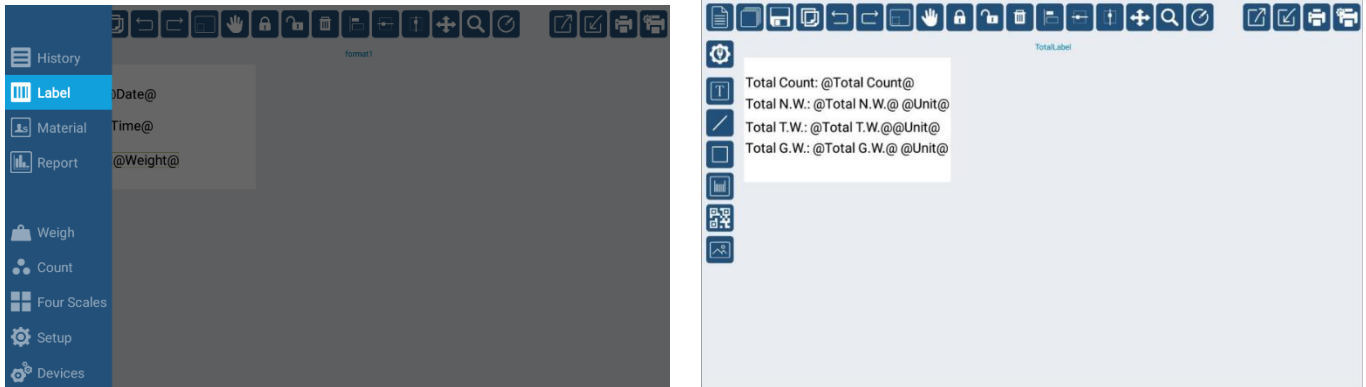 format1
History
Label
Material
Report
Weigh
Count
Four Scales
Setup
Devices
Date@
Time@
@Weight@
TotalLabel
Total Count: @Total Count@
Total N.W.: @Total N.W.@ @Unit@
Total T.W.: @Total T.W.@@Unit@
Total G.W.: @Total G.W.@ @Unit@